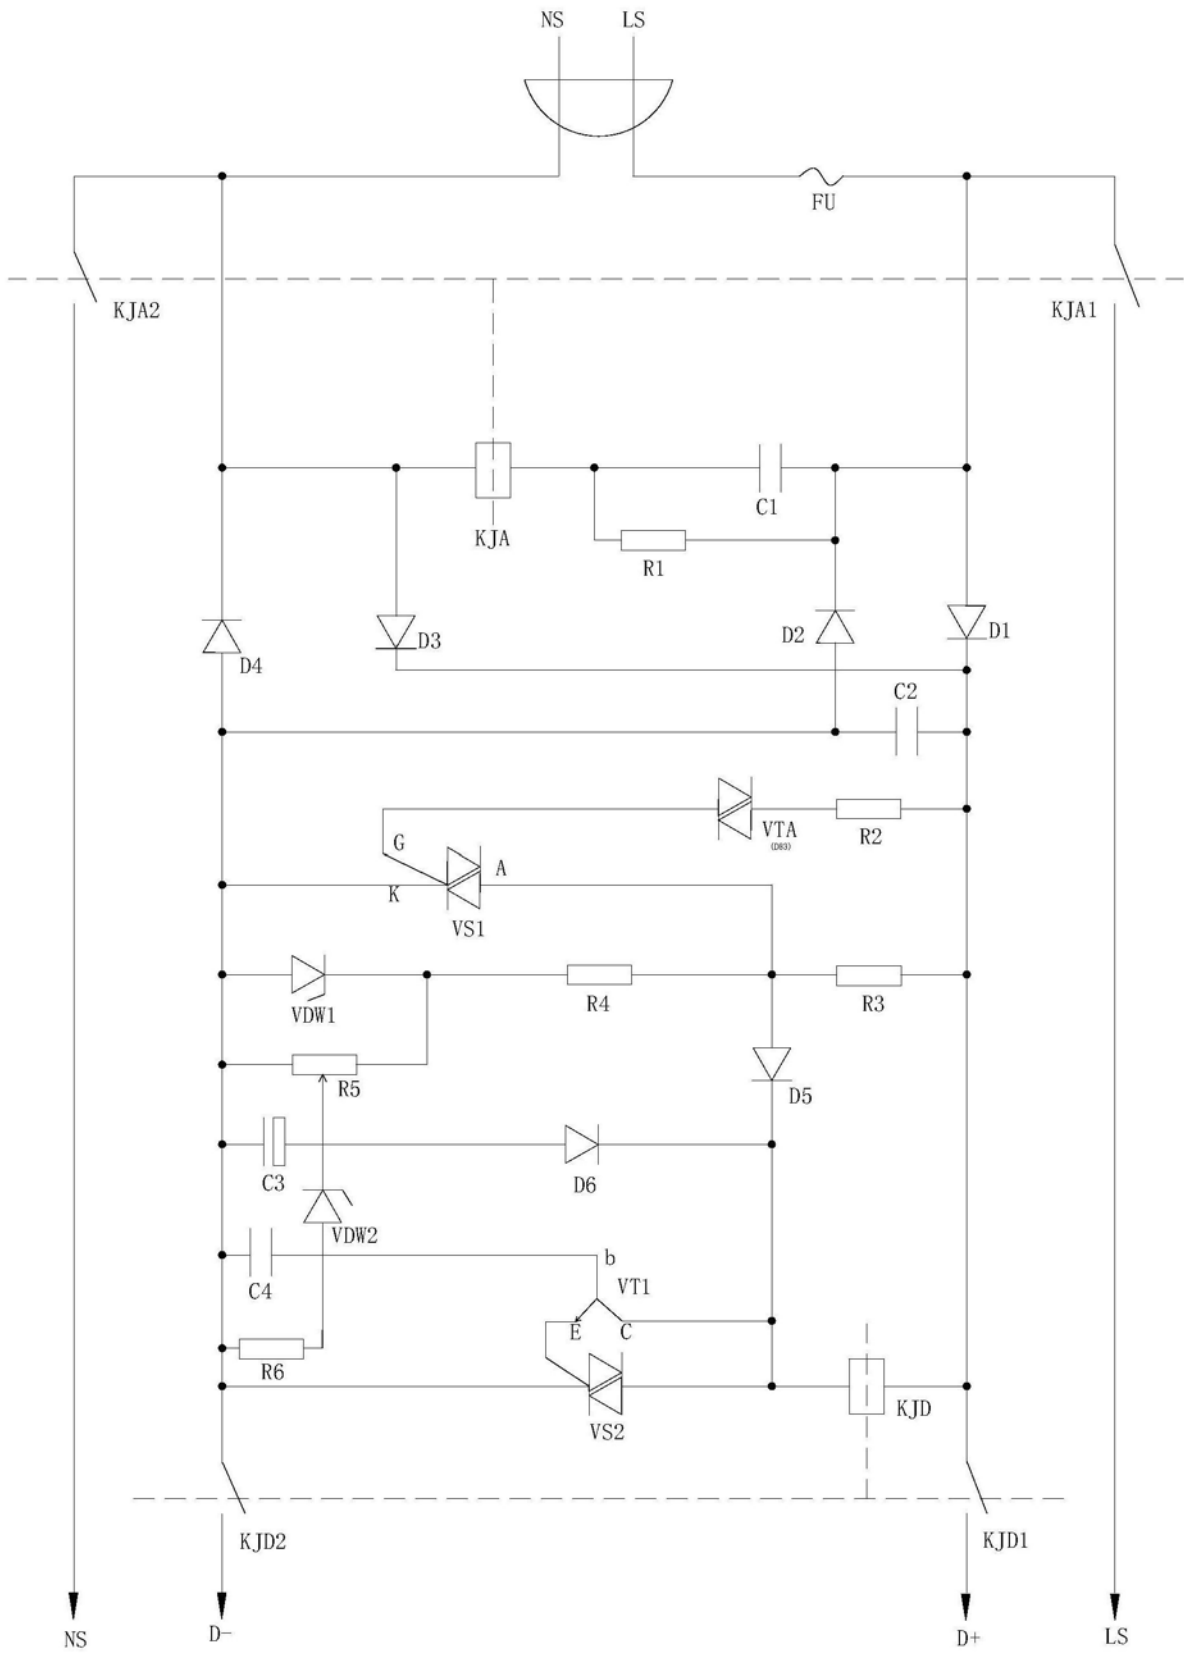 NS LS
FU
KJA2 KJA1
C1
KJA
R1
D3 D2 D1
D4
C2
VTA R2
(DB3)
G
A
K
VS1
R4 R3
VDW1
R5 D5
C3 D6
VDW2
b
C4 VT1
E C
R6
KJD
VS2
KJD2 KJD1
NS D- D+ LS